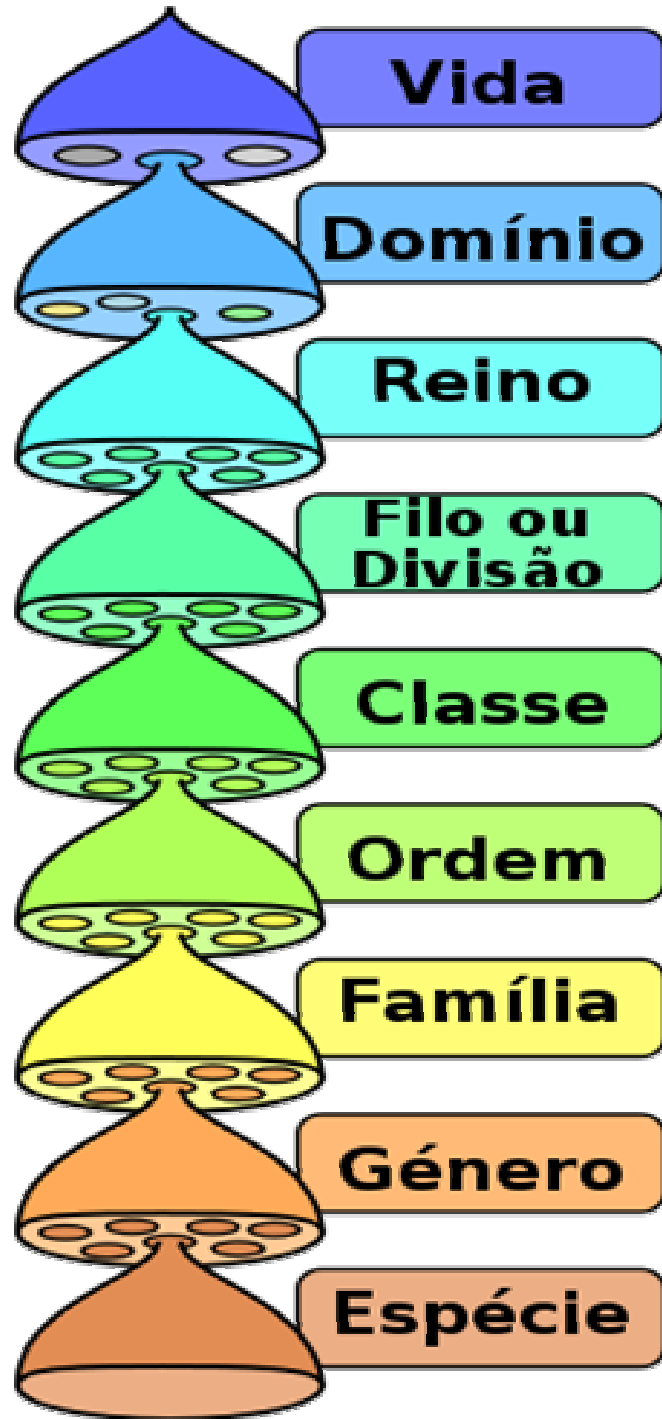 Vida
Domínio
Reino
Filo ou
Divisão
Classe
Ordem
Família
Género
Espécie